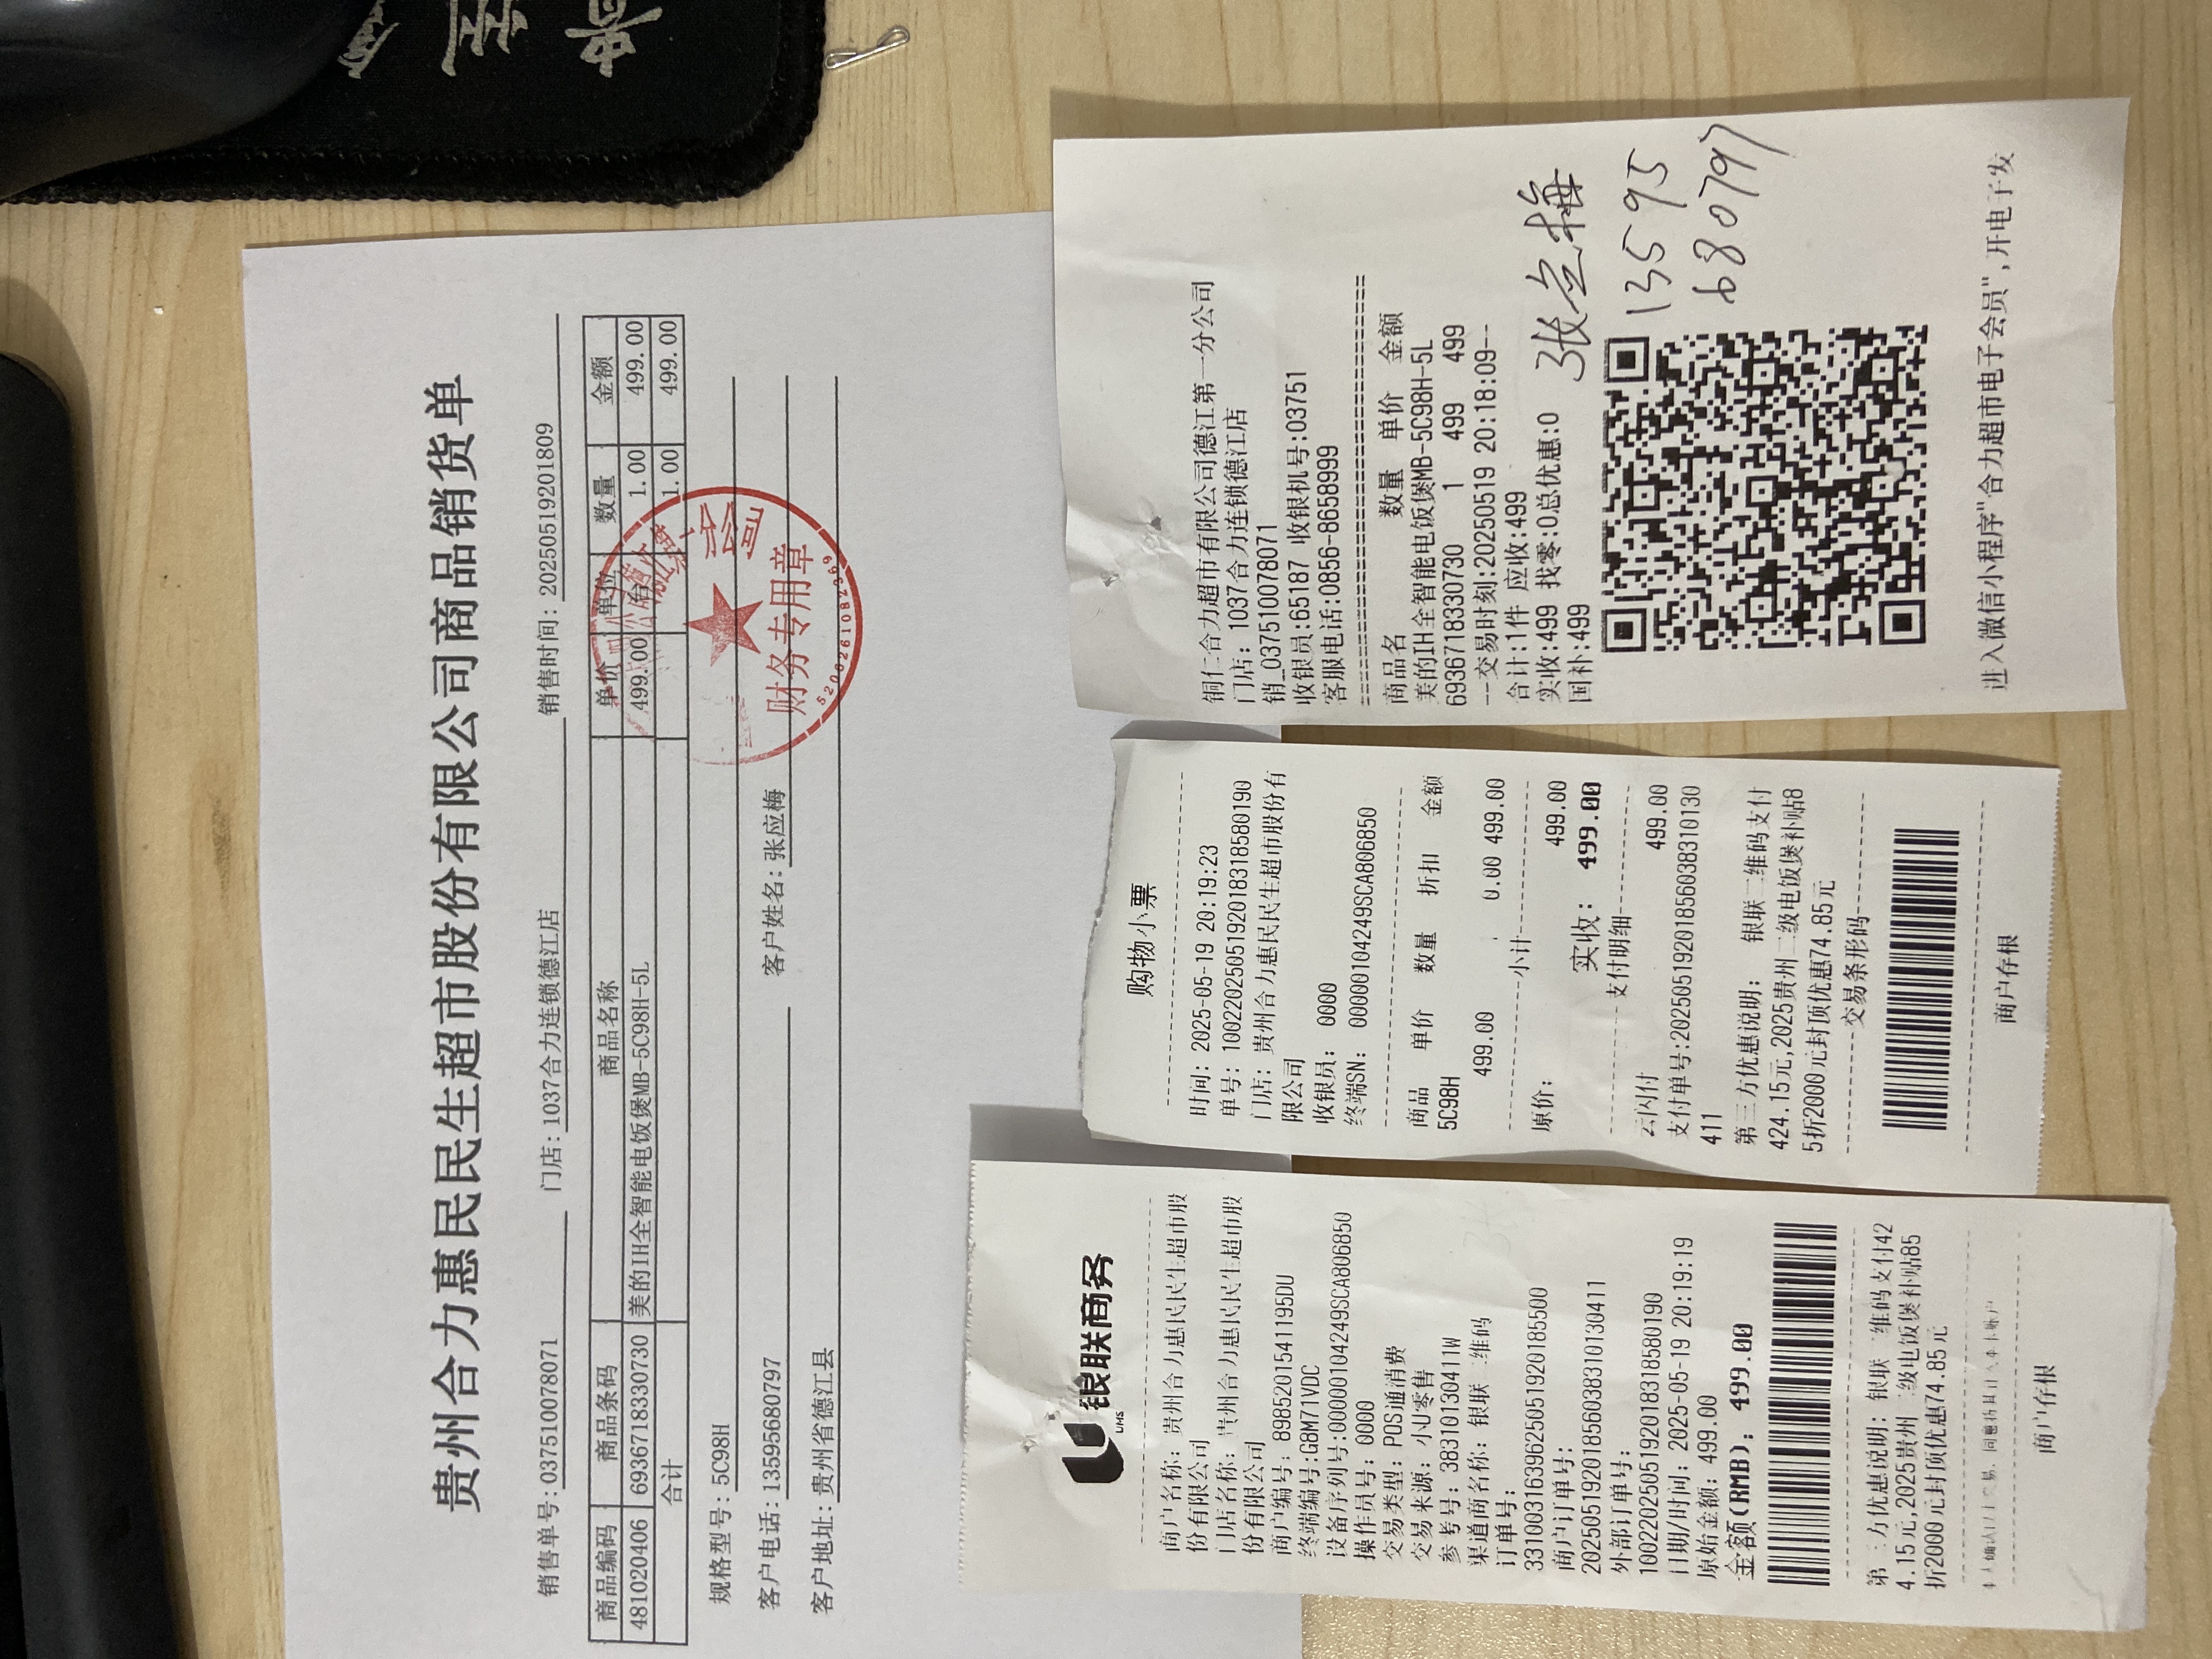 贵州合力惠民民生超市股份有限公司商品销货单
销售单号:037510078071 门店:1037合力连锁德江店 销售时间:20250519201809
商品编码 商品条码 商品名称 单价 单位 数量 金额
481020406 6936718330730 美的IH全智能电饭煲MB-5C98H-5L 499.00 台 1.00 499.00
合计 1.00 499.00
规格型号:5C98H
客户电话:13595680797 客户姓名:张应梅
客户地址:贵州省德江县
财务专用章
银联商务
UMS
商户名称: 贵州合力惠民民生超市股
份有限公司
门店名称: 贵州合力惠民民生超市股
份有限公司
商户编号: 89852015411195DU
终端编号:G8M71VDC
设备序列号:00000104249SCA806850
操作员号: 0000
交易类型: POS通消费
交易来源: 小U零售
参考号: 38310130411W
渠道商名称: 银联二维码
订单号:
33100316396250519201855​00
商户订单号:
20250519201856038310130411
外部订单号:
10022025051920183185801​90
日期/时间: 2025-05-19 20:19:19
原始金额: 499.00
金额(RMB): 499.00
第三方优惠说明: 银联二维码支付42
4.15元,2025贵州二级电饭煲补贴85
折2000元封顶优惠74.85元
商户存根
购物小票
时间: 2025-05-19 20:19:23
单号: 1002202505192018318580190
门店: 贵州合力惠民民生超市股份有
限公司
收银员: 0000
终端SN: 00000104249SCA806850
商品 单价 数量 折扣 金额
5C98H
499.00 0.00 499.00
小计
原价: 499.00
实收: 499.00
支付明细
云闪付 499.00
支付单号:20250519201856038310130
411
第三方优惠说明: 银联二维码支付
424.15元,2025贵州二级电饭煲补贴8
5折2000元封顶优惠74.85元
交易条形码
商户存根
铜仁合力超市有限公司德江第一分公司
门店: 1037合力连锁德江店
销_037510078071
收银员:65187 收银机号:03751
客服电话:0856-8658999
商品名 数量 单价 金额
美的IH全智能电饭煲MB-5C98H-5L
6936718330730 1 499 499
--交易时刻:20250519 20:18:09--
合计:1件 应收:499
实收:499 找零:0总优惠:0
国补:499
张应梅
13595
680797
进入微信小程序"合力超市电子会员",开电子发